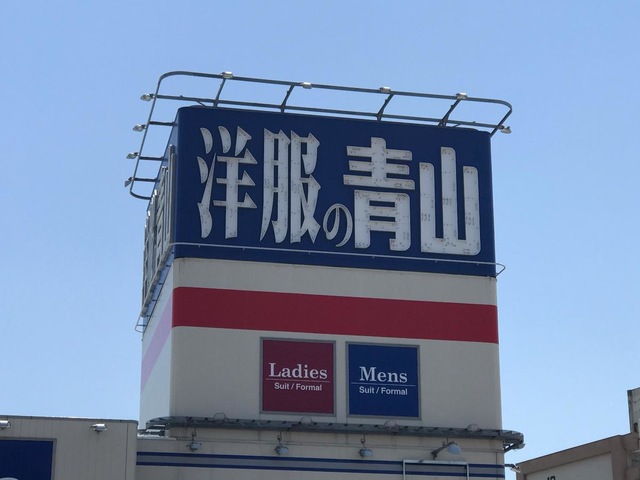 洋服の青山
Ladies
Suit / Formal
Mens
Suit / Formal